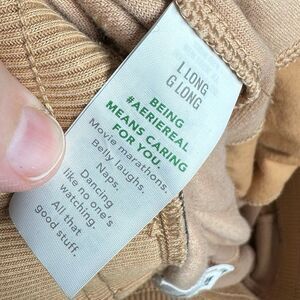 L LONG
G LONG
BEING
#AERIEREAL
MEANS CARING
FOR YOU.
Movie marathons.
Belly laughs.
Naps.
Dancing
like no one's
watching.
All that
good stuff.